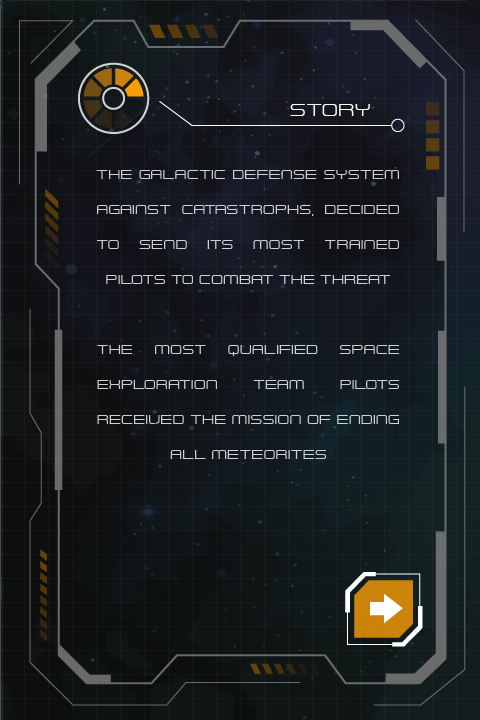 STORY
THE GALACTIC DEFENSE SYSTEM
AGAINST CATASTROPHS, DECIDED
TO SEND ITS MOST TRAINED
PILOTS TO COMBAT THE THREAT
THE MOST QUALIFIED SPACE
EXPLORATION TEAM PILOTS
RECEIVED THE MISSION OF ENDING
ALL METEORITES